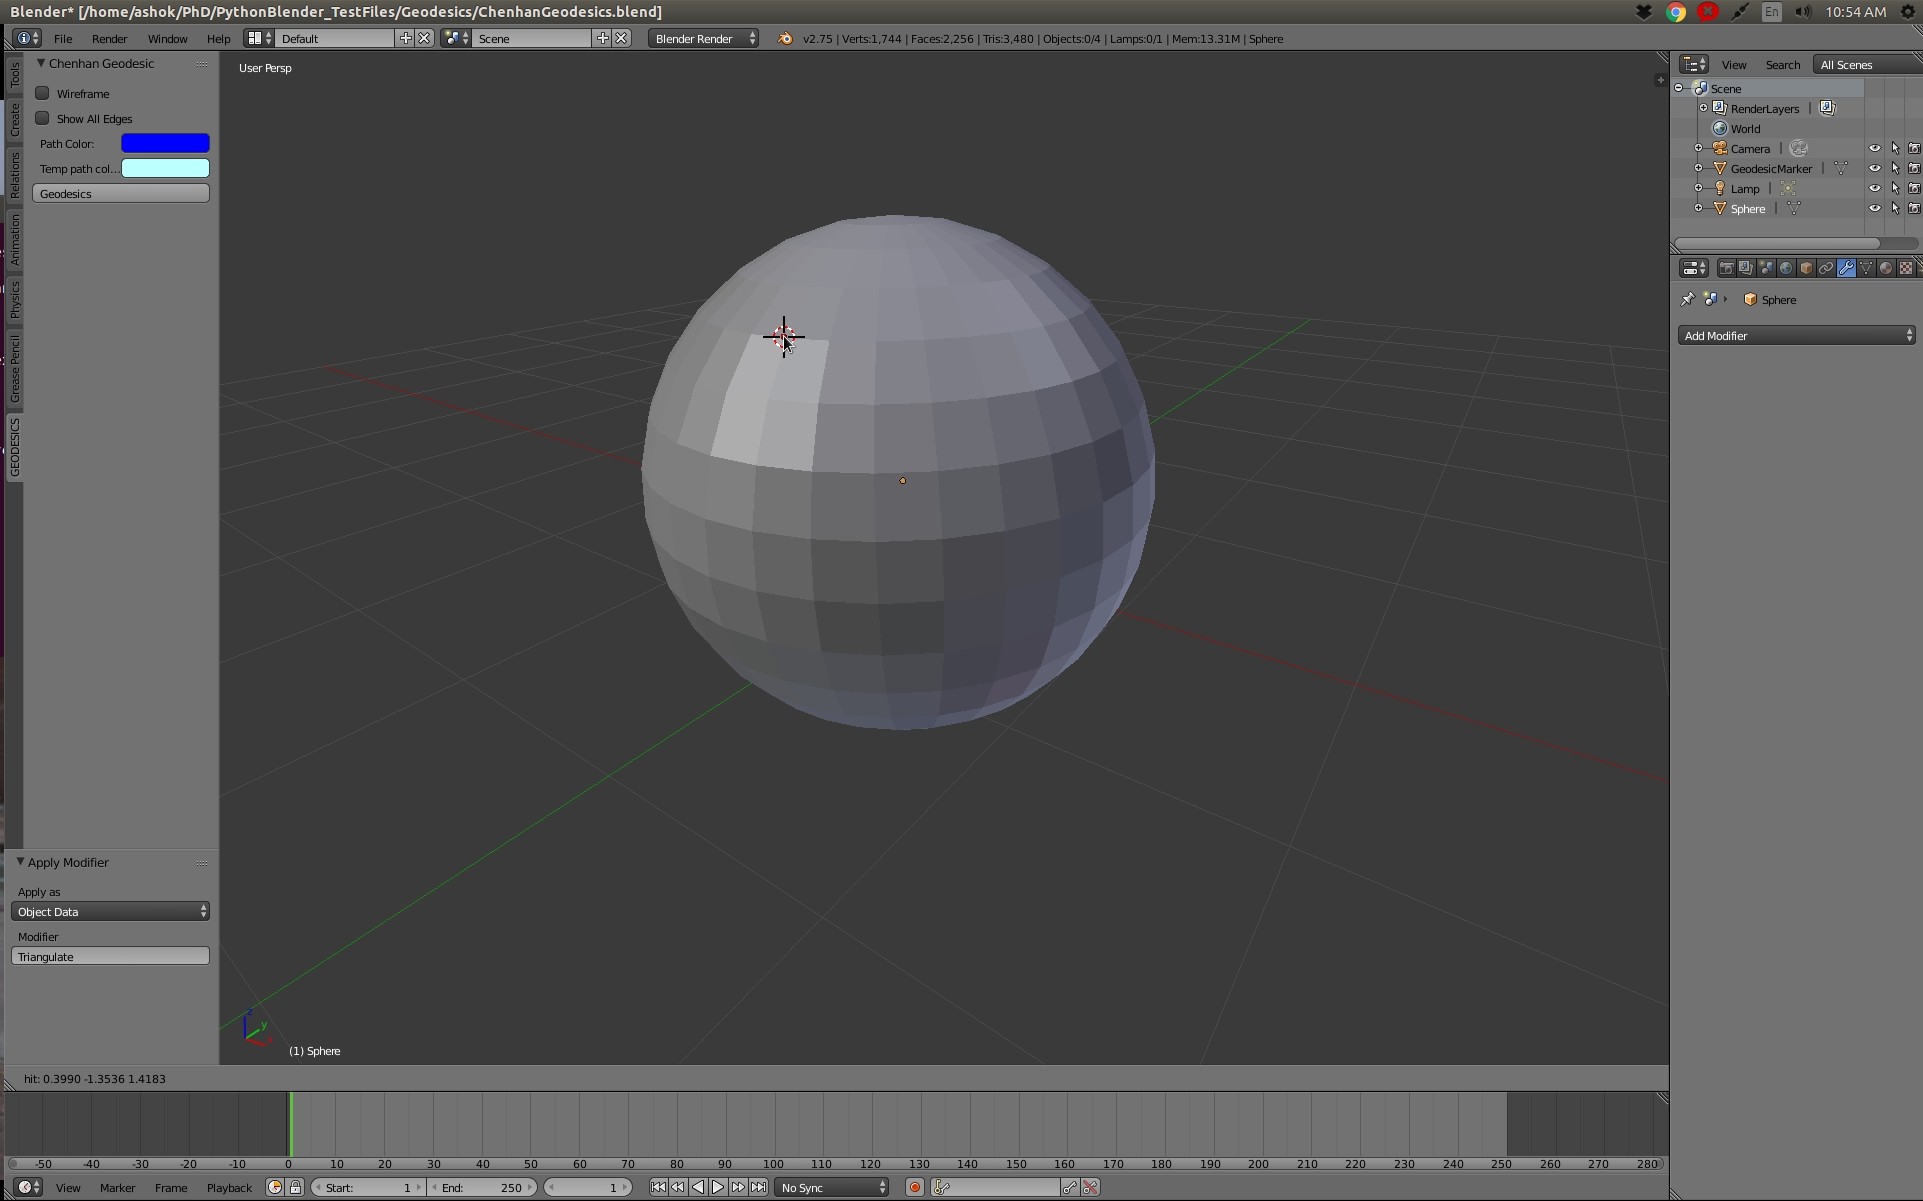 Blender* [/home/ashok/PhD/PythonBlender_TestFiles/Geodesics/ChenhanGeodesics.blend]
En
10:54 AM
File Render Window Help Default Scene Blender Render v2.75 | Verts:1,744 | Faces:2,256 | Tris:3,480 | Objects:0/4 | Lamps:0/1 | Mem:13.31M | Sphere
Chenhan Geodesic
Wireframe
Show All Edges
Path Color:
Temp path col...
Geodesics
Tools
Create
Relations
Animation
Physics
Grease Pencil
GEODESICS
User Persp
View Search All Scenes
Scene
RenderLayers |
World
Camera |
GeodesicMarker |
Lamp |
Sphere |
Sphere
Add Modifier
Apply Modifier
Apply as
Object Data
Modifier
Triangulate
z
y
x
(1) Sphere
hit: 0.3990 -1.3536 1.4183
-50 -40 -30 -20 -10 0 10 20 30 40 50 60 70 80 90 100 110 120 130 140 150 160 170 180 190 200 210 220 230 240 250 260 270 280
View Marker Frame Playback Start: 1 End: 250 1 No Sync